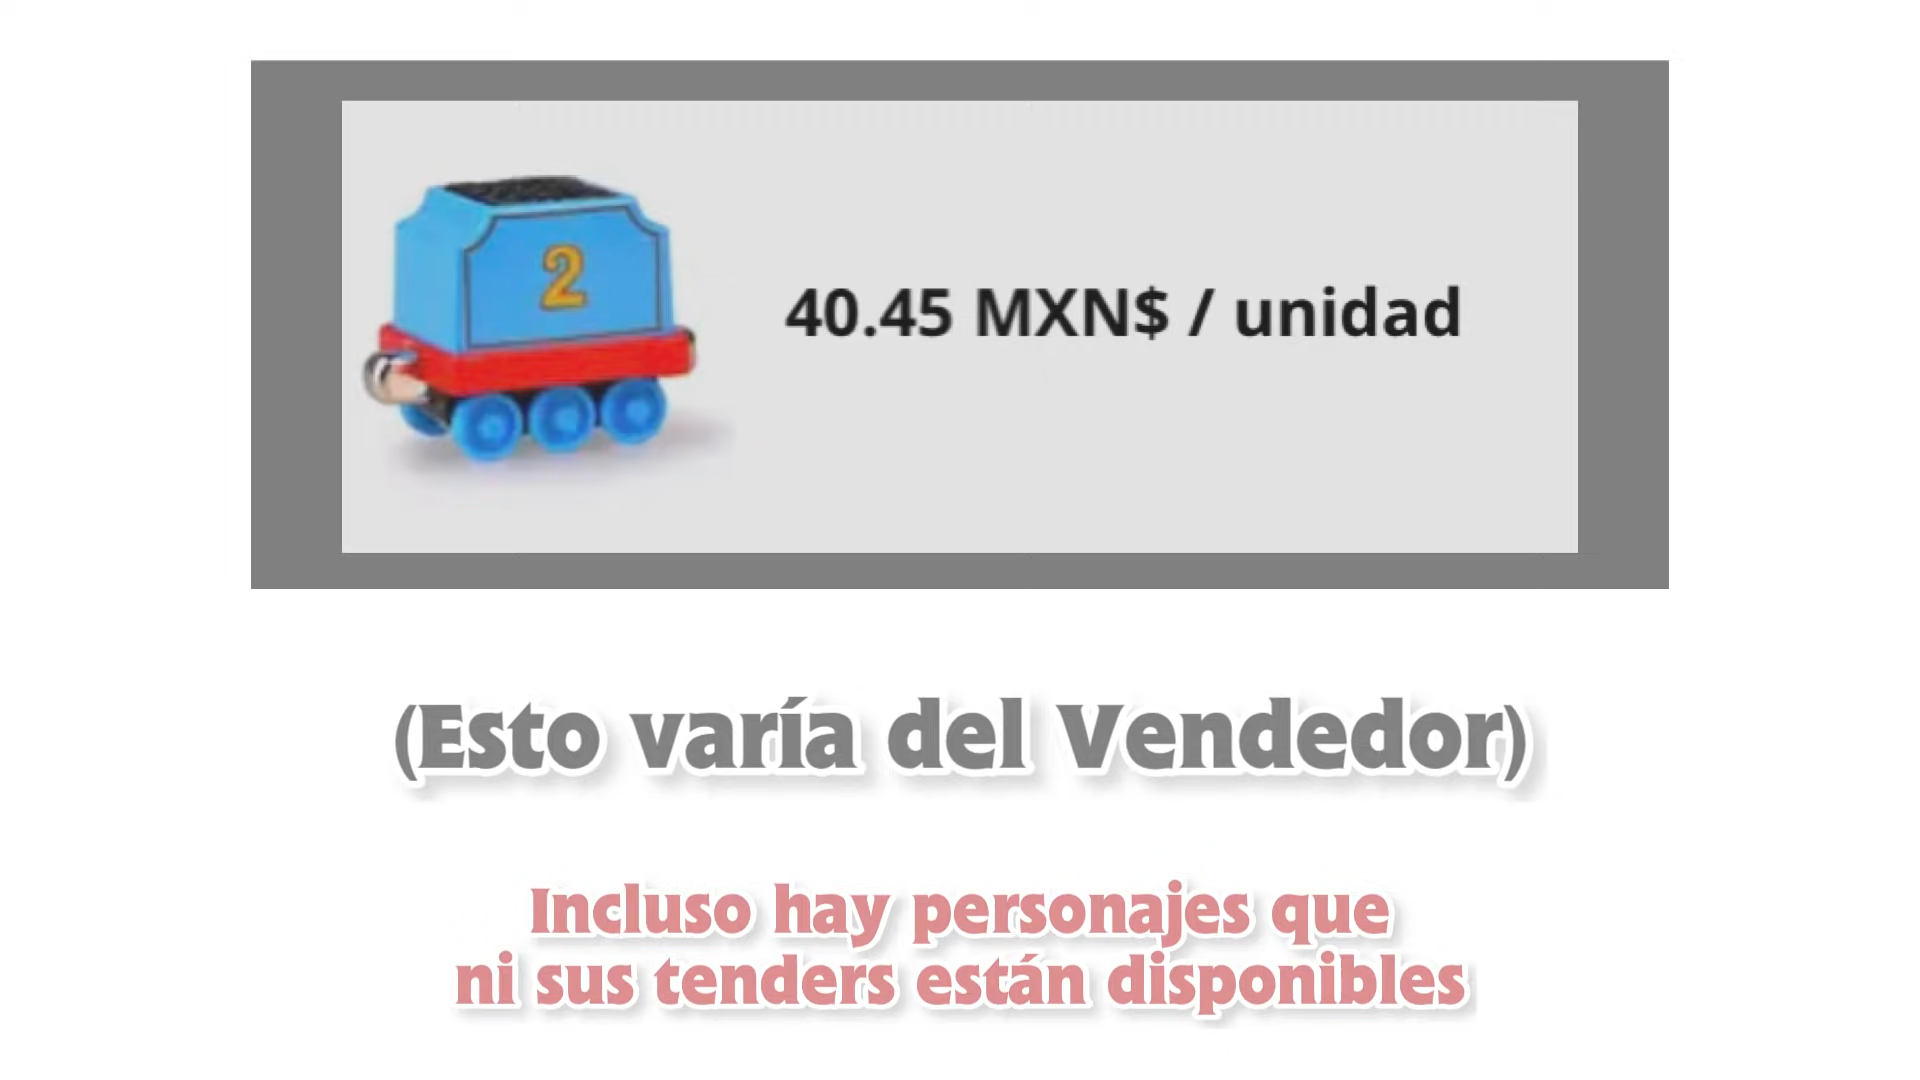 2
40.45 MXN$ / unidad
(Esto varía del Vendedor)
Incluso hay personajes que
ni sus tenders están disponibles